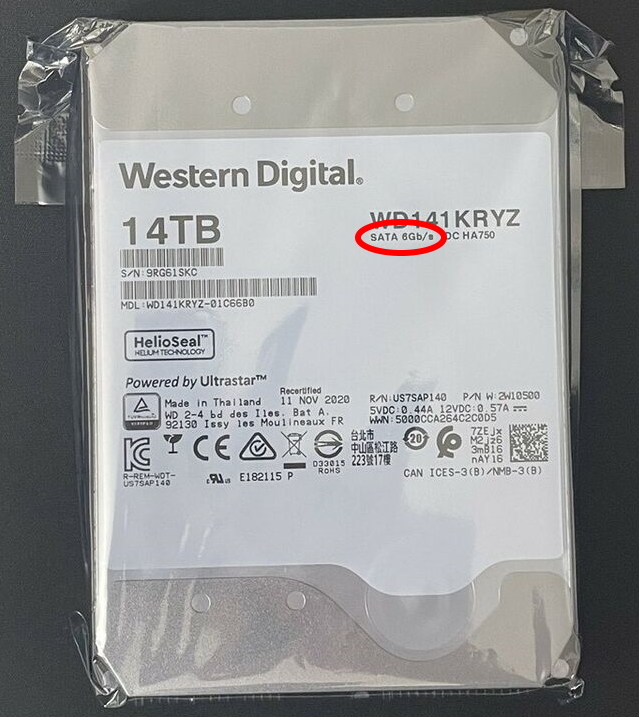 Western Digital®
14TB
WD141KRYZ
SATA 6Gb/s DC HA750
S/N: 9RG61SKC
MDL: WD141KRYZ-01C66B0
HelioSeal™
HELIUM TECHNOLOGY
Powered by Ultrastar™
Recertified
Made in Thailand 11 NOV 2020
WD 2-4 bd des Iles. Bat A.
92130 Issy les Moulineaux FR
R/N: US7SAP140 P/N W: 2W10500
5VDC: 0.44A 12VDC: 0.57A
WWN: 5000CCA264C2C0D5
R-REM-WDT-
US7SAP140
E182115 P
D33015
RoHS
台北市
中山區松江路
223號17樓
20
7ZEJx
M2jz6
3mB16
nAY16
CAN ICES-3(B)/NMB-3(B)